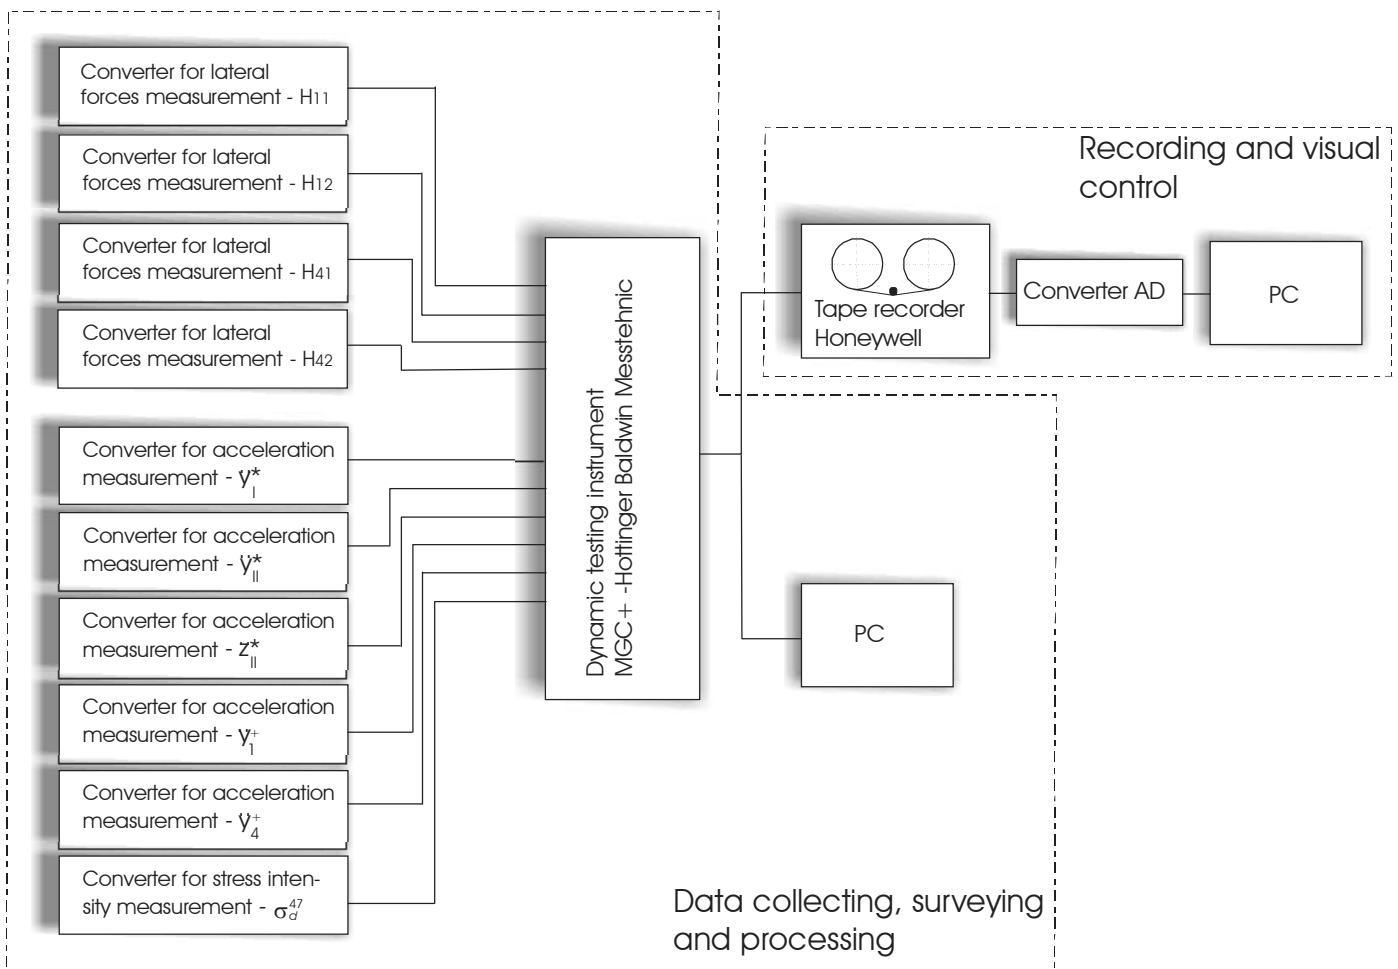 Converter for lateral
forces measurement - H11
Converter for lateral
forces measurement - H12
Converter for lateral
forces measurement - H41
Converter for lateral
forces measurement - H42
Converter for acceleration
measurement - ÿ*I
Converter for acceleration
measurement - ÿ*II
Converter for acceleration
measurement - z̈*II
Converter for acceleration
measurement - ÿ+1
Converter for acceleration
measurement - ÿ+4
Converter for stress inten-
sity measurement - σd47
Dynamic testing instrument
MGC+ -Hottinger Baldwin Messtehnic
Recording and visual
control
Tape recorder
Honeywell
Converter AD
PC
PC
Data collecting, surveying
and processing